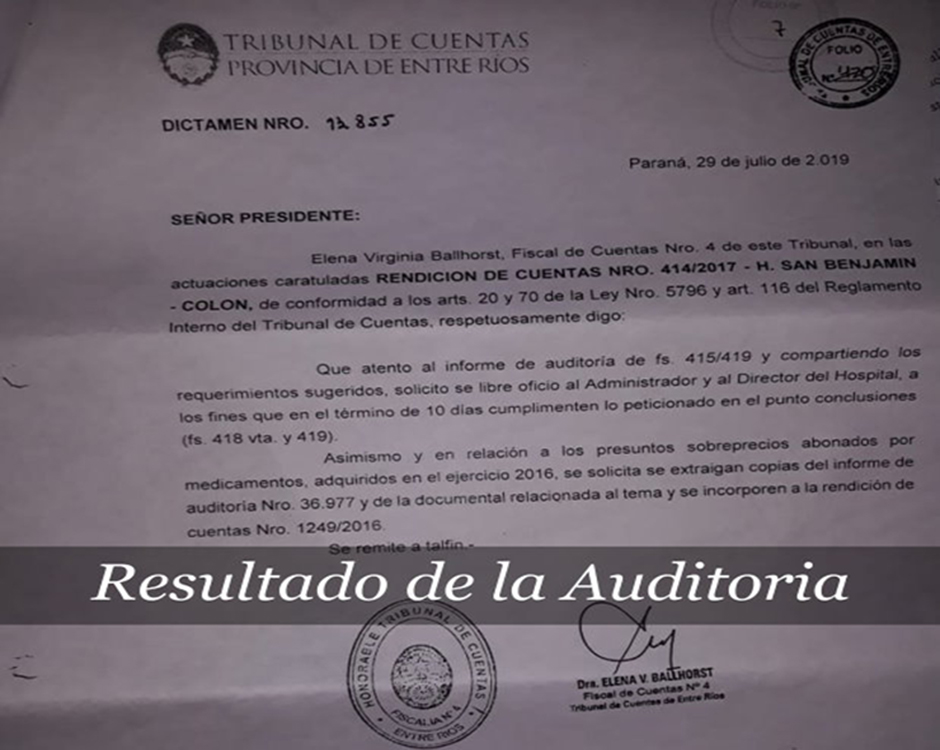 TRIBUNAL DE CUENTAS
PROVINCIA DE ENTRE RÍOS
7
FOLIO
DICTAMEN NRO. 12855
Paraná, 29 de julio de 2.019
SEÑOR PRESIDENTE:
Elena Virginia Ballhorst, Fiscal de Cuentas Nro. 4 de este Tribunal, en las
actuaciones caratuladas RENDICION DE CUENTAS NRO. 414/2017 - H. SAN BENJAMIN
- COLON, de conformidad a los arts. 20 y 70 de la Ley Nro. 5796 y art. 116 del Reglamento
Interno del Tribunal de Cuentas, respetuosamente digo:
Que atento al informe de auditoría de fs. 415/419 y compartiendo los
requerimientos sugeridos, solicito se libre oficio al Administrador y al Director del Hospital, a
los fines que en el término de 10 días cumplimenten lo peticionado en el punto conclusiones
(fs. 418 vta. y 419).
Asimismo y en relación a los presuntos sobreprecios abonados por
medicamentos, adquiridos en el ejercicio 2016, se solicita se extraigan copias del informe de
auditoría Nro. 36.977 y de la documental relacionada al tema y se incorporen a la rendición de
cuentas Nro. 1249/2016.
Se remite a talfin.-
Resultado de la Auditoria
HONORABLE TRIBUNAL DE CUENTAS
FISCALIA Nº 4
ENTRE RIOS
Dra. ELENA V. BALLHORST
Fiscal de Cuentas Nº 4
Tribunal de Cuentas de Entre Ríos